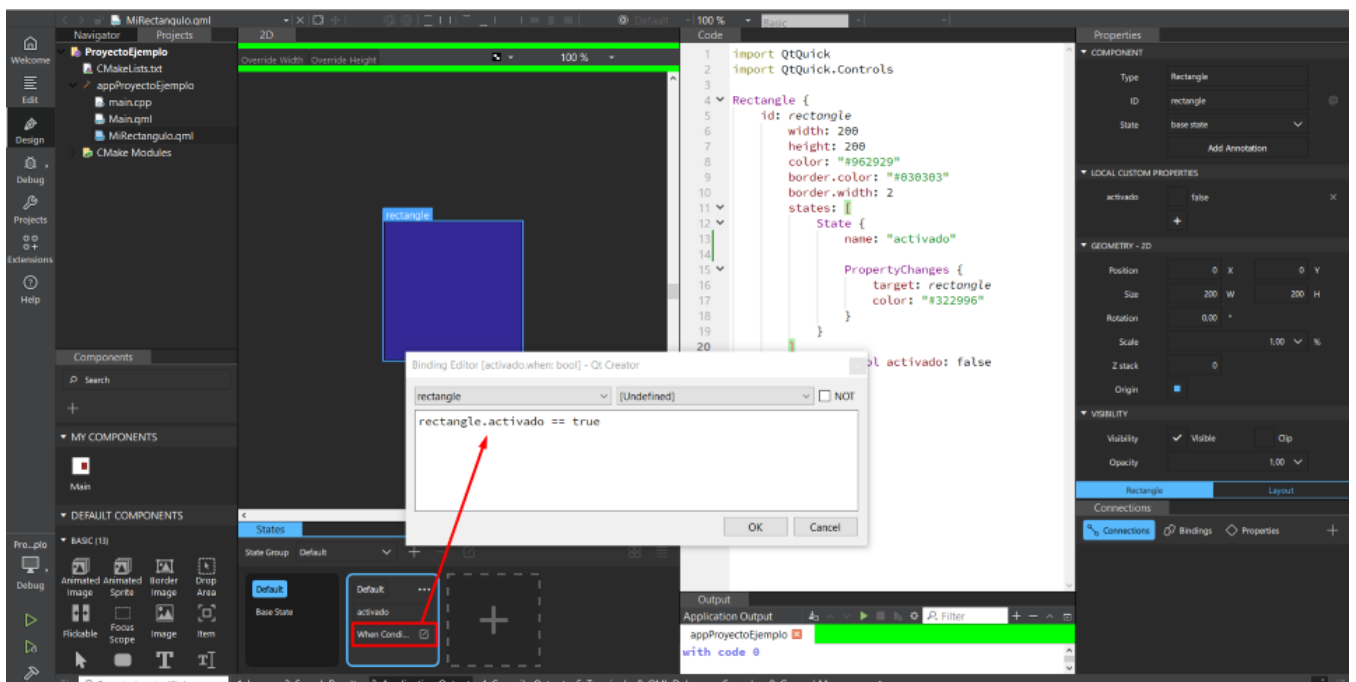 MiRectangulo.qml
Default
100 %
Basic
Navigator Projects
2D
Code
Properties
Welcome
Edit
Design
Debug
Projects
Extensions
Help
ProyectoEjemplo
CMakeLists.txt
appProyectoEjemplo
main.cpp
Main.qml
MiRectangulo.qml
CMake Modules
Override Width Override Height
100 %
rectangle
1 import QtQuick
2 import QtQuick.Controls
3
4 Rectangle {
5 id: rectangle
6 width: 200
7 height: 200
8 color: "#962929"
9 border.color: "#030303"
10 border.width: 2
11 states: [
12 State {
13 name: "activado"
14
15 PropertyChanges {
16 target: rectangle
17 color: "#322996"
18 }
19 }
20 ]
ol activado: false
COMPONENT
Type Rectangle
ID rectangle
State base state
Add Annotation
LOCAL CUSTOM PROPERTIES
activado false
+
GEOMETRY - 2D
Position 0 X 0 Y
Size 200 W 200 H
Rotation 0,00 °
Scale 1,00 %
Z stack 0
Origin
VISIBILITY
Visibility Visible Clip
Opacity 1,00
Rectangle Layout
Connections
Connections Bindings Properties +
Components
Search
+
MY COMPONENTS
Main
DEFAULT COMPONENTS
BASIC (13)
Animated Image
Animated Sprite
Border Image
Drop Area
Flickable
Focus Scope
Image
Item
Pro...plo
Debug
Binding Editor [activado.when: bool] - Qt Creator
rectangle [Undefined] NOT
rectangle.activado == true
OK Cancel
States
State Group Default
Default
Base State
Default ...
activado
When Condi...
Output
Application Output
Filter
appProyectoEjemplo
with code 0